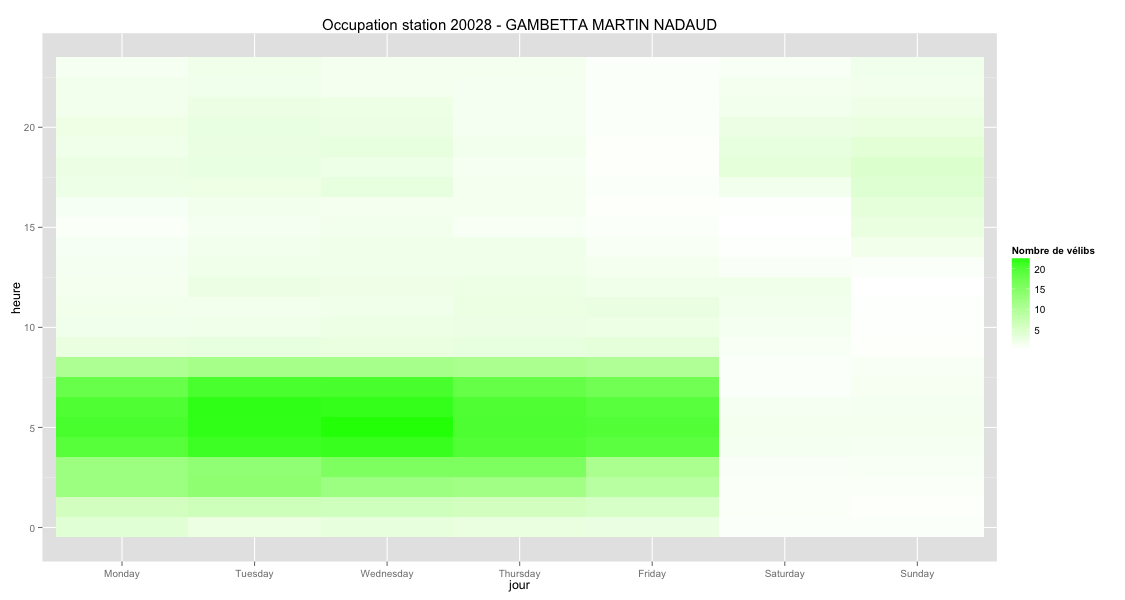 Occupation station 20028 - GAMBETTA MARTIN NADAUD
heure
20
15
10
5
0
Monday Tuesday Wednesday Thursday Friday Saturday Sunday
jour
Nombre de vélibs
20
15
10
5